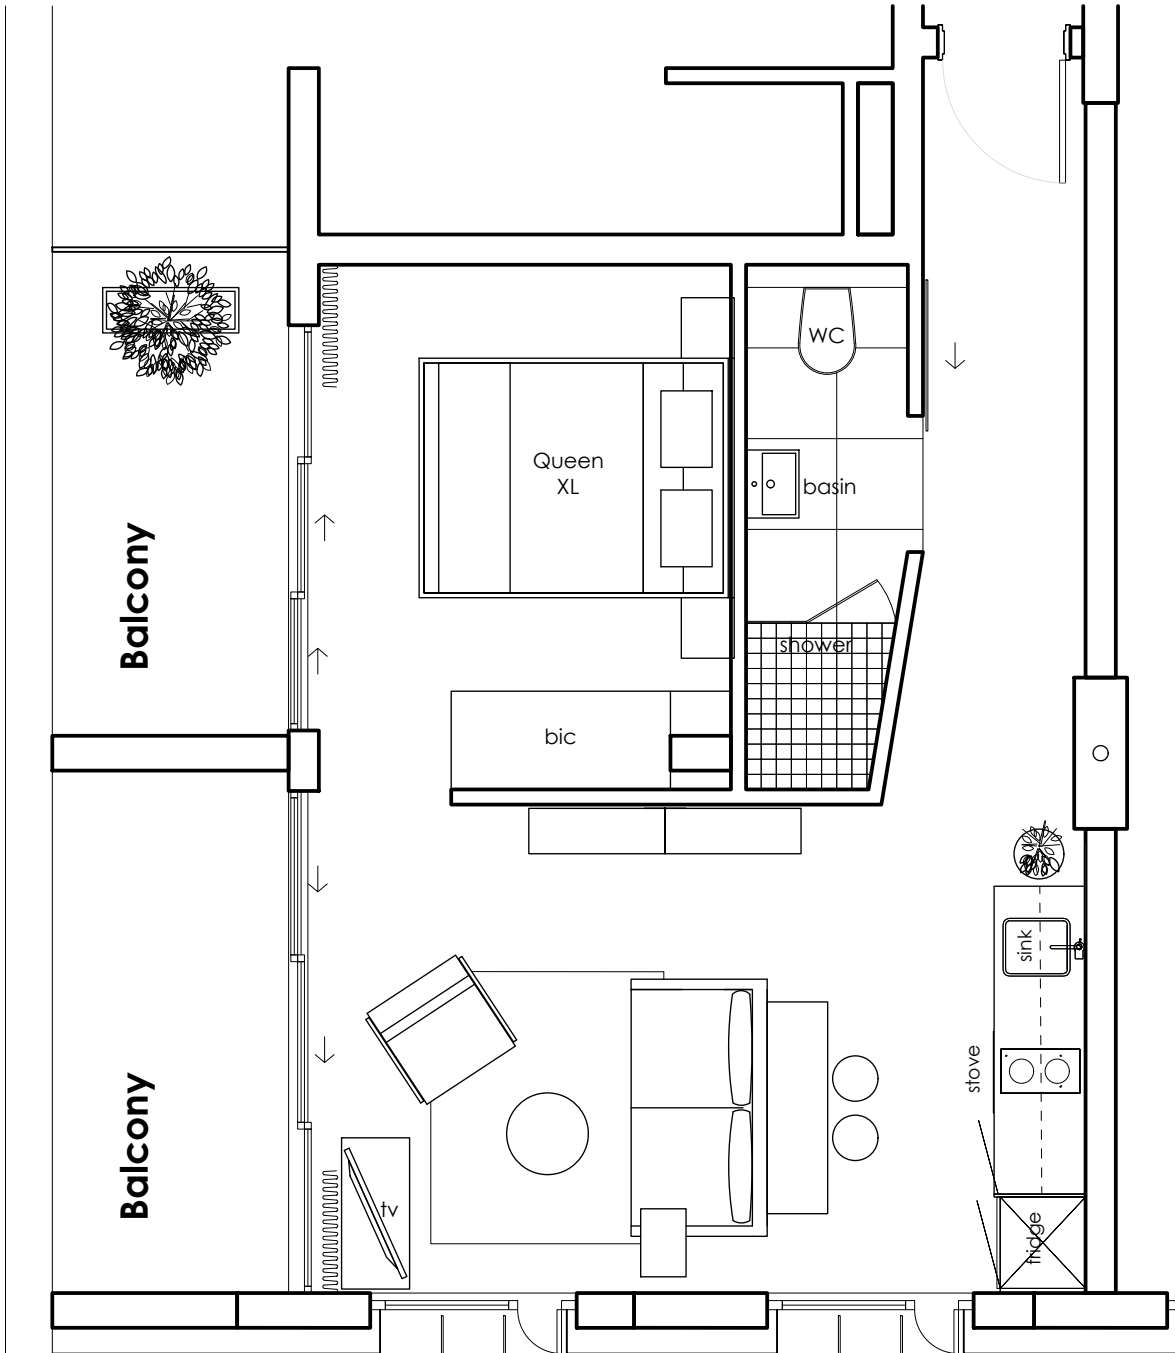 WC
Queen
XL
basin
Balcony
shower
bic
sink
stove
Balcony
tv
fridge